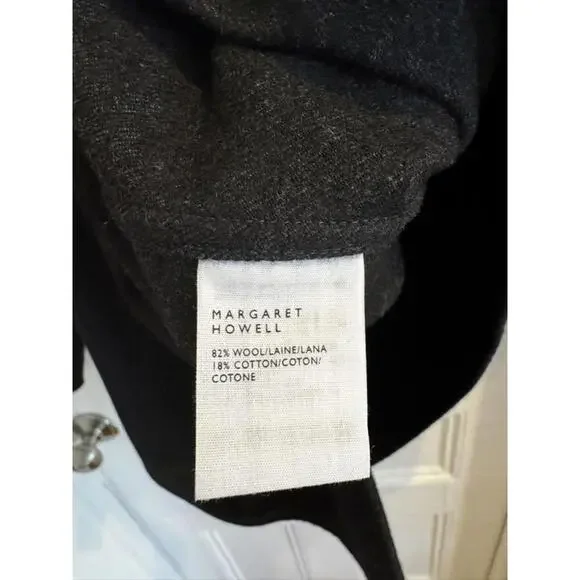 MARGARET
HOWELL
82% WOOL/LAINE/LANA
18% COTTON/COTON/
COTONE